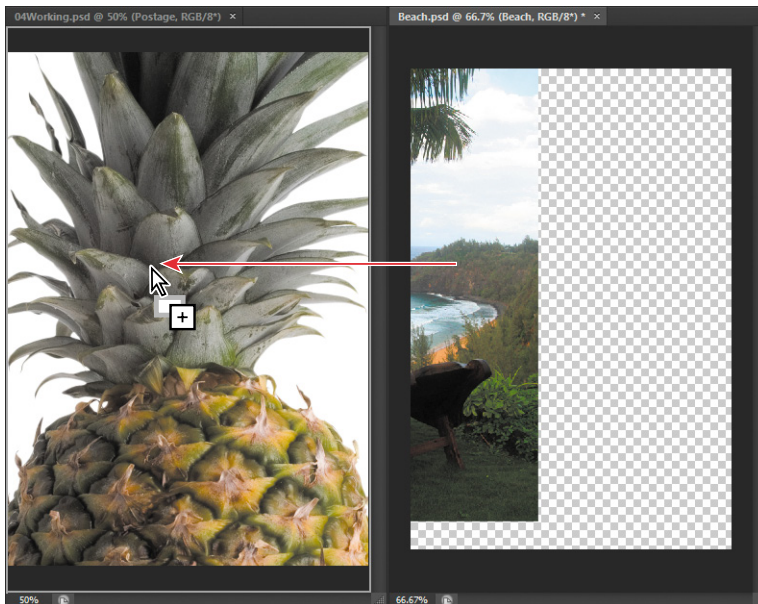 04Working.psd @ 50% (Postage, RGB/8*) ×
Beach.psd @ 66.7% (Beach, RGB/8*) * ×
50%
66.67%